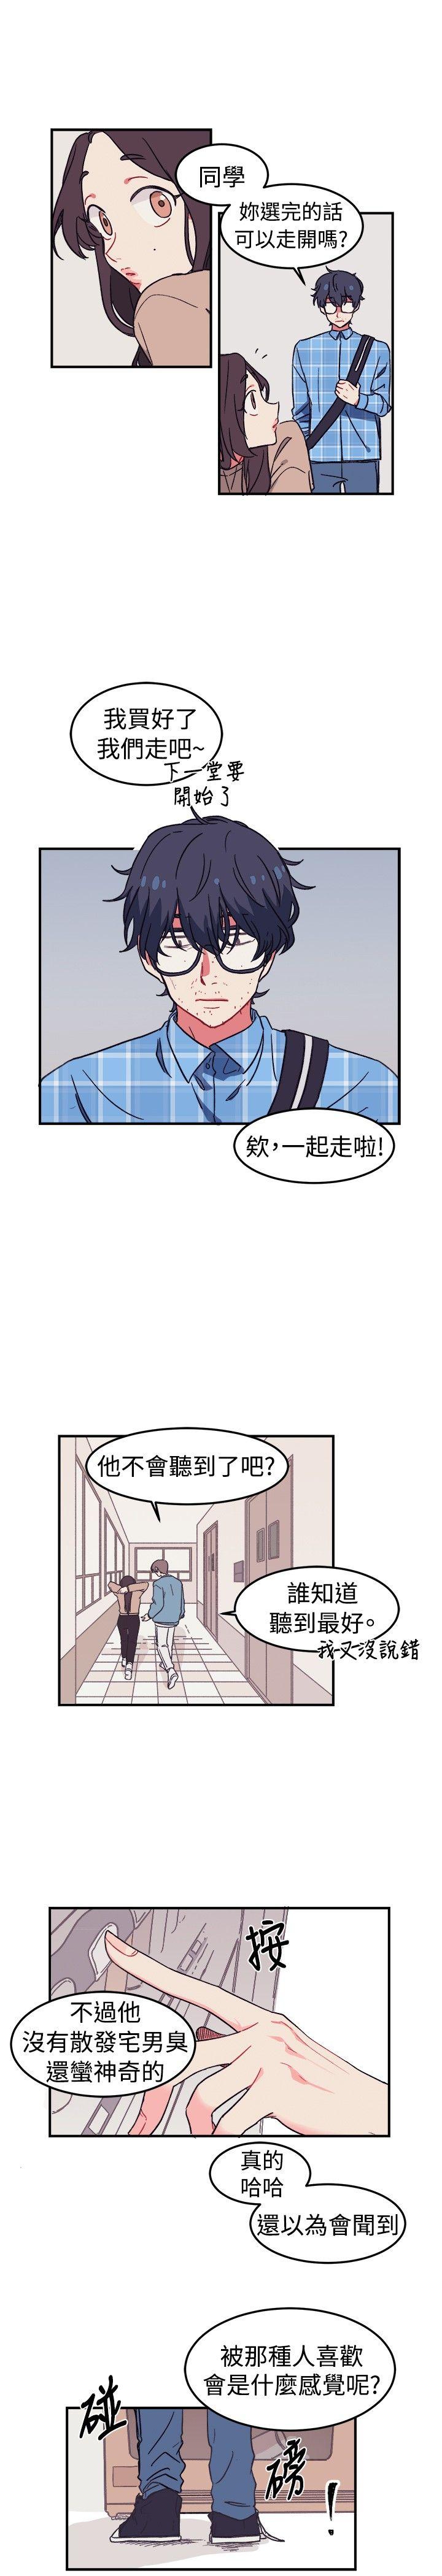 同學
妳選完的話
可以走開嗎?
我買好了
我們走吧~
下一堂要
開始了
欸,一起走啦!
他不會聽到了吧?
誰知道
聽到最好。
我又沒說錯
按
不過他
沒有散發宅男臭
還蠻神奇的
真的
哈哈
還以為會聞到
被那種人喜歡
會是什麼感覺呢?
碰
磅!